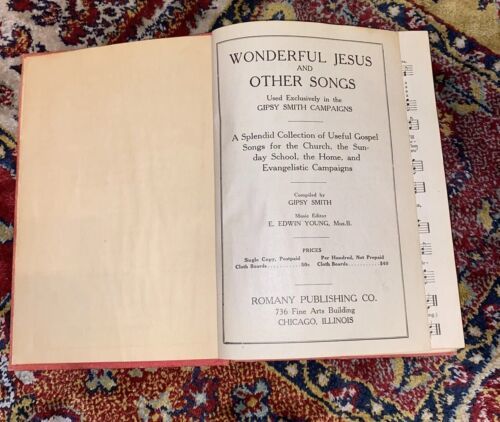 WONDERFUL JESUS
AND
OTHER SONGS
Used Exclusively in the
GIPSY SMITH CAMPAIGNS
A Splendid Collection of Useful Gospel
Songs for the Church, the Sun-
day School, the Home, and
Evangelistic Campaigns
Compiled by
GIPSY SMITH
Music Editor
E. EDWIN YOUNG, Mus.B.
PRICES
Single Copy, Postpaid
Cloth Boards...........50c
Per Hundred, Not Prepaid
Cloth Boards...........$40
ROMANY PUBLISHING CO.
736 Fine Arts Building
CHICAGO, ILLINOIS